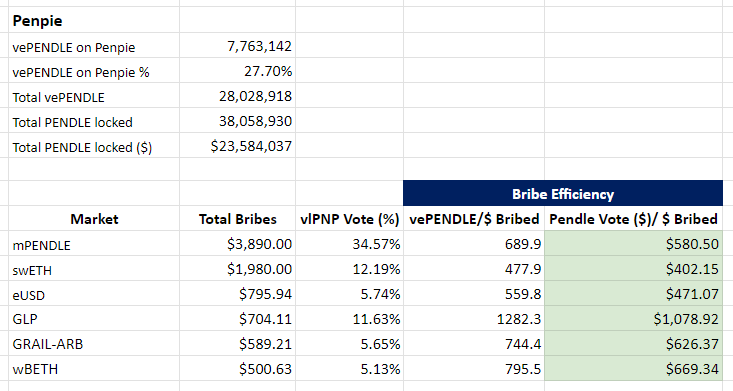 Penpie
vePENDLE on Penpie 7,763,142
vePENDLE on Penpie % 27.70%
Total vePENDLE 28,028,918
Total PENDLE locked 38,058,930
Total PENDLE locked ($) $23,584,037
Bribe Efficiency
Market Total Bribes vlPNP Vote (%) vePENDLE/$ Bribed Pendle Vote ($)/ $ Bribed
mPENDLE $3,890.00 34.57% 689.9 $580.50
swETH $1,980.00 12.19% 477.9 $402.15
eUSD $795.94 5.74% 559.8 $471.07
GLP $704.11 11.63% 1282.3 $1,078.92
GRAIL-ARB $589.21 5.65% 744.4 $626.37
wBETH $500.63 5.13% 795.5 $669.34